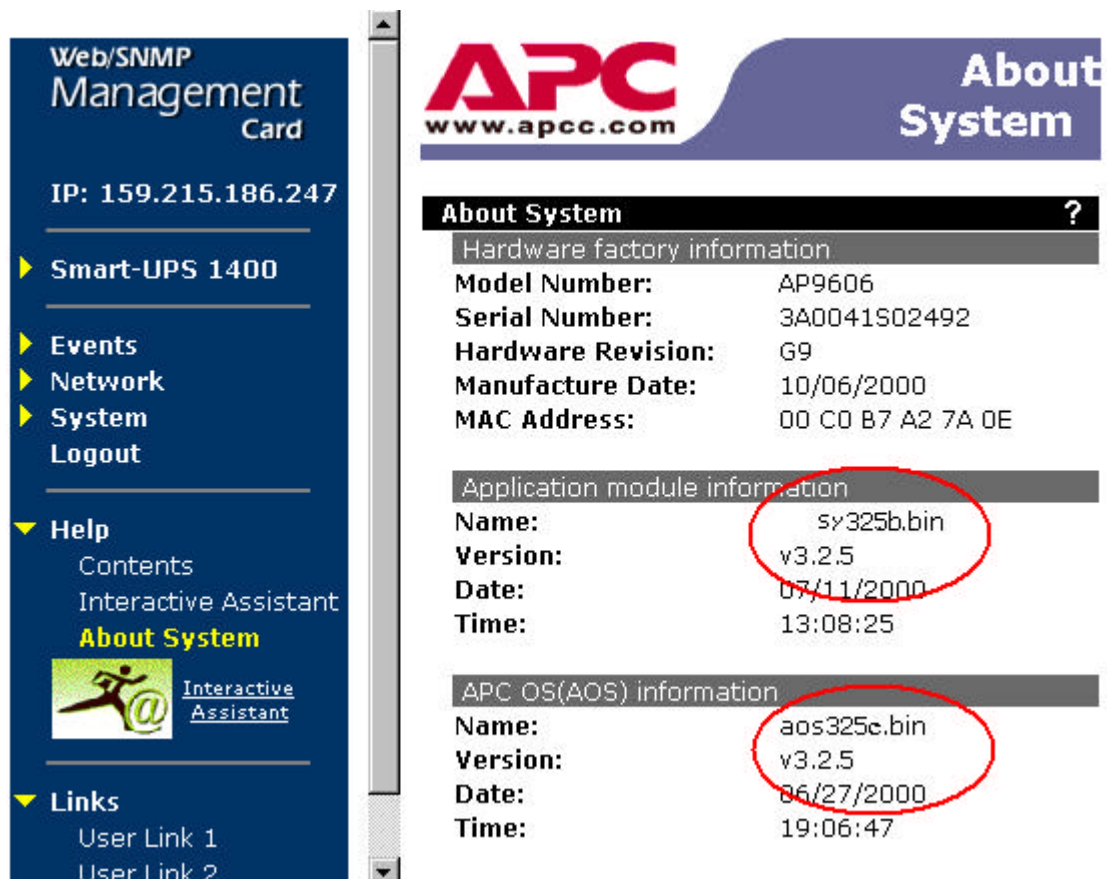 Web/SNMP
Management
Card
IP: 159.215.186.247
Smart-UPS 1400
Events
Network
System
Logout
Help
Contents
Interactive Assistant
About System
Interactive
Assistant
Links
User Link 1
User Link 2
APC
www.apcc.com
About
System
About System ?
Hardware factory information
Model Number: AP9606
Serial Number: 3A0041S02492
Hardware Revision: G9
Manufacture Date: 10/06/2000
MAC Address: 00 C0 B7 A2 7A 0E
Application module information
Name: sy325b.bin
Version: v3.2.5
Date: 07/11/2000
Time: 13:08:25
APC OS(AOS) information
Name: aos325c.bin
Version: v3.2.5
Date: 06/27/2000
Time: 19:06:47